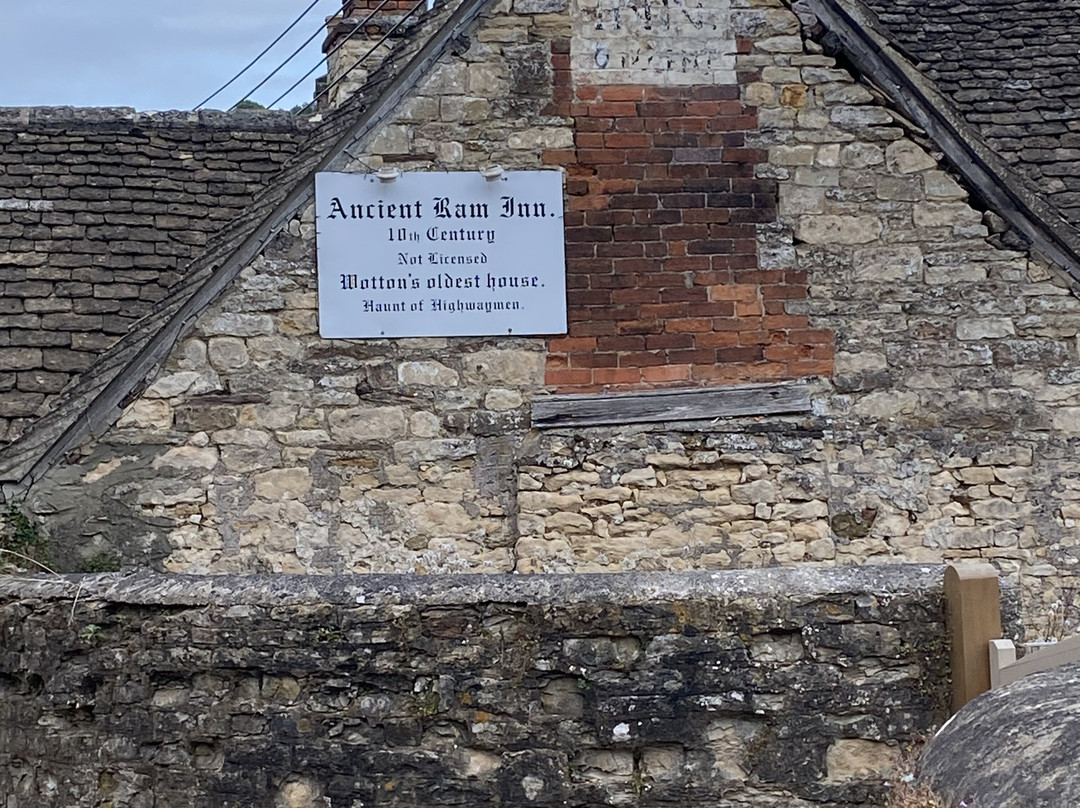 Ancient Ram Inn.
10th Century
Not Licensed
Wotton's oldest house.
Haunt of Highwaymen.